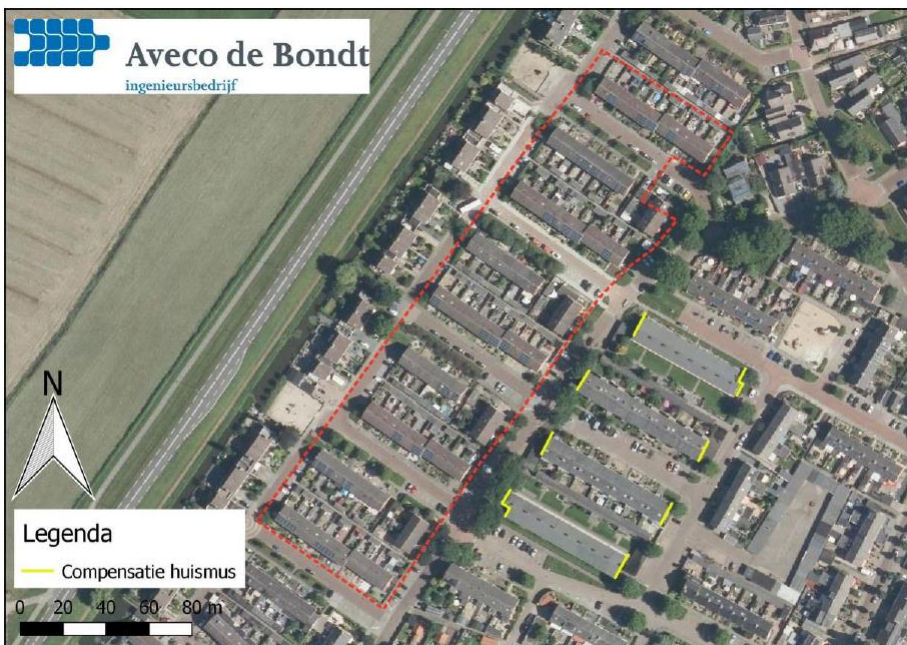 Aveco de Bondt
ingenieursbedrijf
N
Legenda
Compensatie huismus
0 20 40 60 80 m